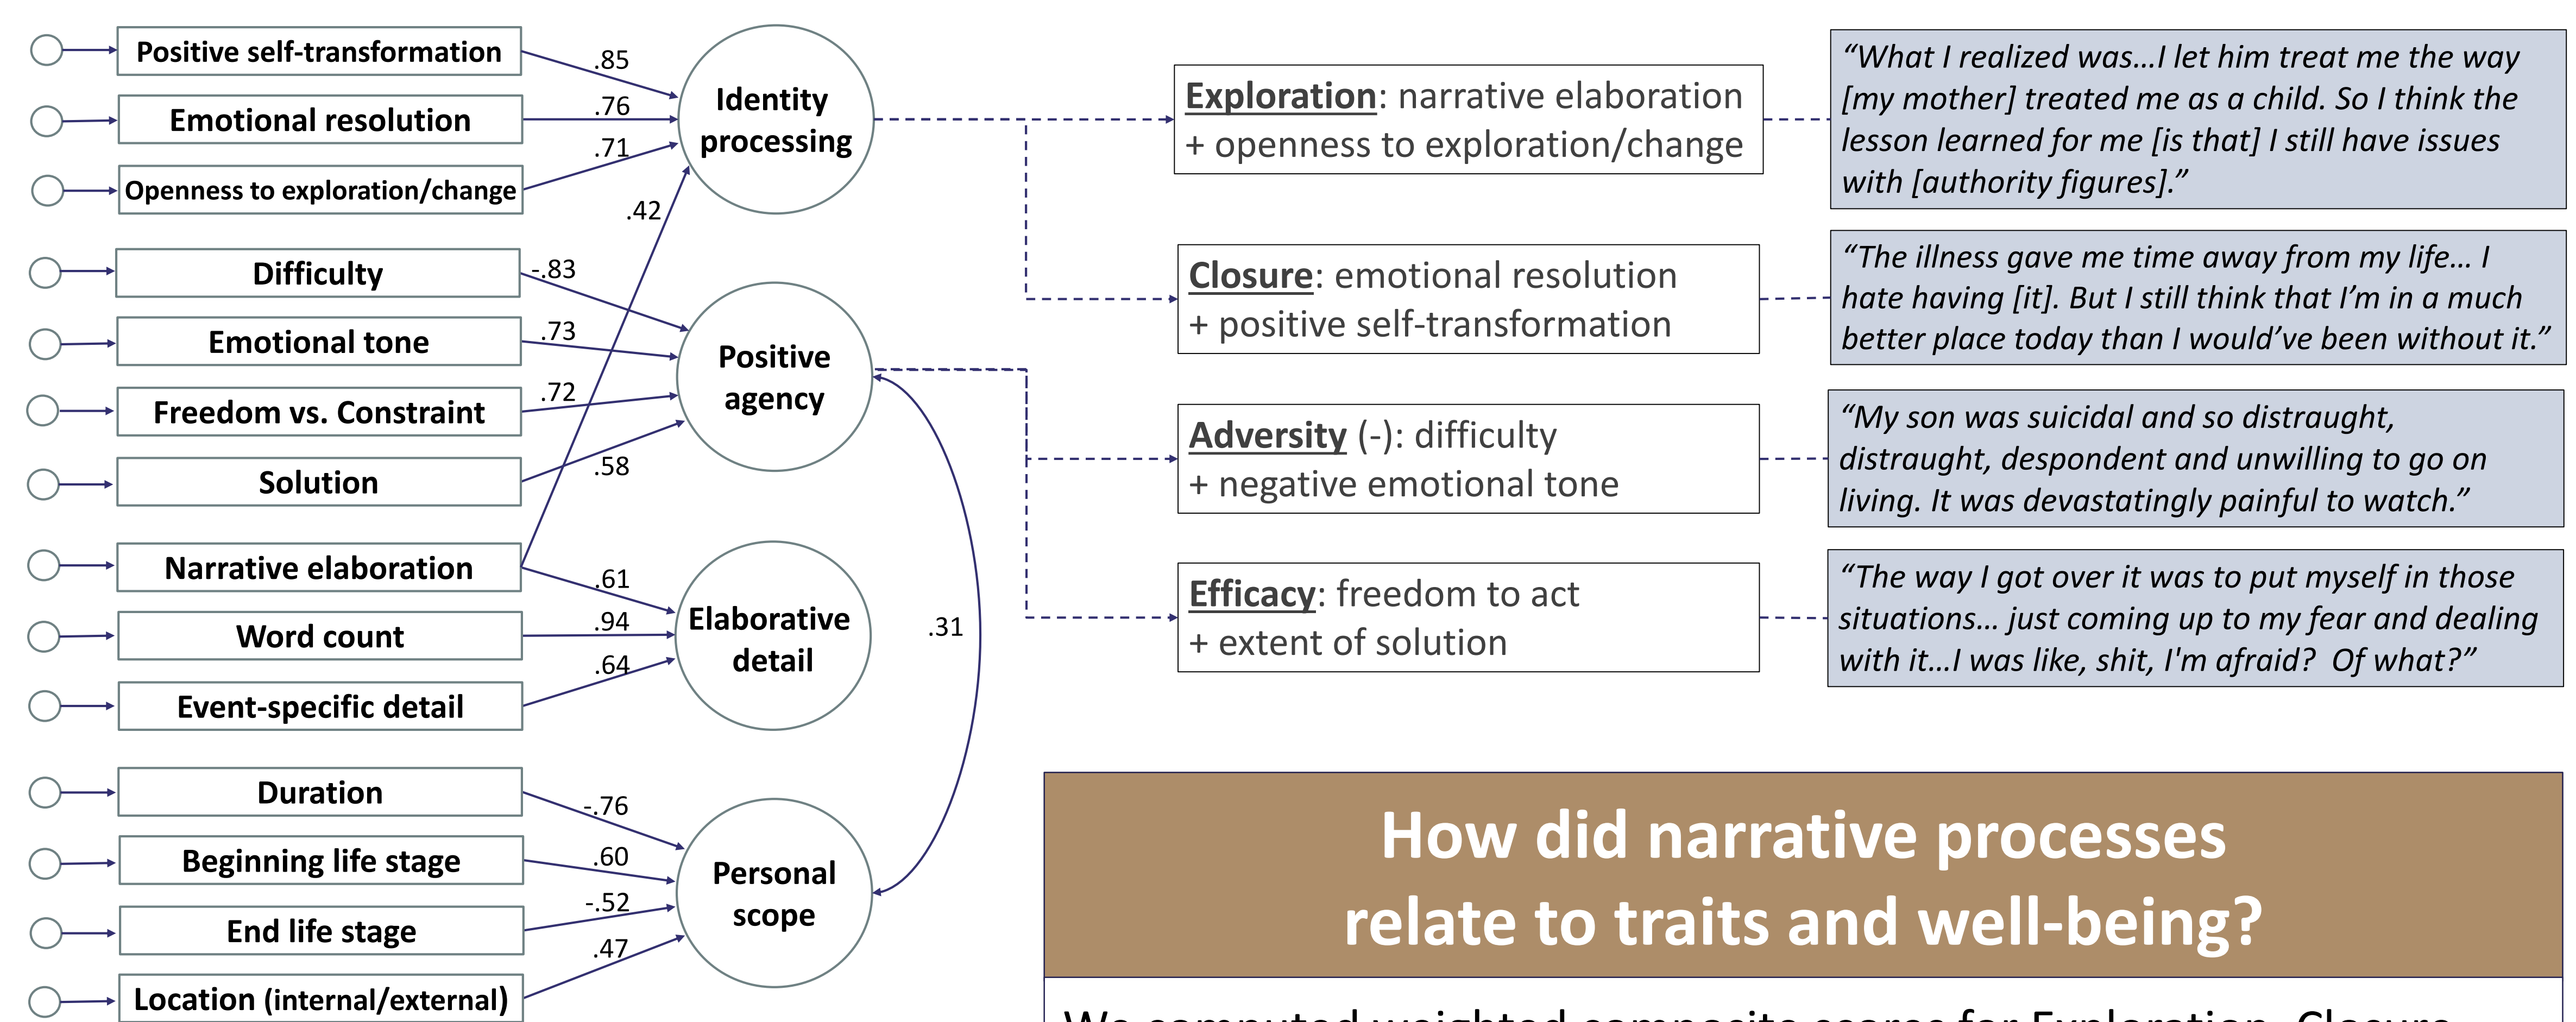 Positive self-transformation
.85
Emotional resolution
.76
Openness to exploration/change
.71
.42
Identity
processing
Difficulty
-.83
Emotional tone
.73
Freedom vs. Constraint
.72
Solution
.58
Positive
agency
Narrative elaboration
.61
Word count
.94
Event-specific detail
.64
Elaborative
detail
.31
Duration
-.76
Beginning life stage
.60
End life stage
-.52
Location (internal/external)
.47
Personal
scope
Exploration: narrative elaboration
+ openness to exploration/change
“What I realized was…I let him treat me the way
[my mother] treated me as a child. So I think the
lesson learned for me [is that] I still have issues
with [authority figures].”
Closure: emotional resolution
+ positive self-transformation
“The illness gave me time away from my life… I
hate having [it]. But I still think that I’m in a much
better place today than I would’ve been without it.”
Adversity (-): difficulty
+ negative emotional tone
“My son was suicidal and so distraught,
distraught, despondent and unwilling to go on
living. It was devastatingly painful to watch.”
Efficacy: freedom to act
+ extent of solution
“The way I got over it was to put myself in those
situations… just coming up to my fear and dealing
with it…I was like, shit, I'm afraid?  Of what?”
How did narrative processes
relate to traits and well-being?
We computed weighted composite scores for Exploration, Closure,